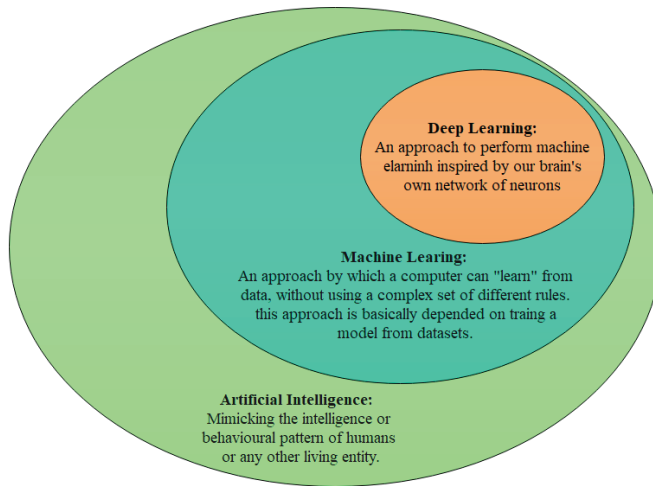 Deep Learning:
An approach to perform machine
elarninh inspired by our brain's
own network of neurons
Machine Learing:
An approach by which a computer can "learn" from
data, without using a complex set of different rules.
this approach is basically depended on traing a
model from datasets.
Artificial Intelligence:
Mimicking the intelligence or
behavioural pattern of humans
or any other living entity.